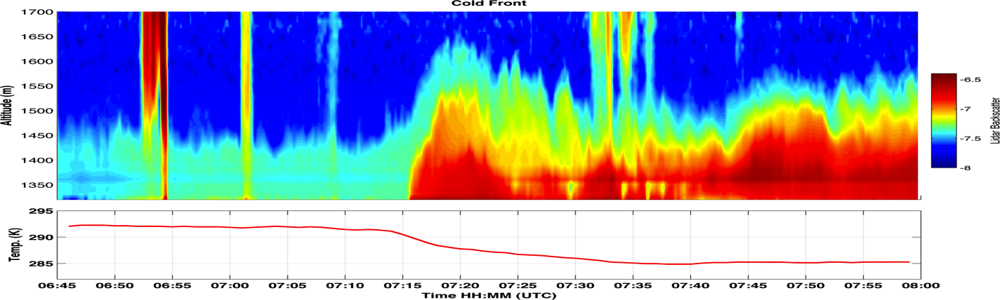 Cold Front
Altitude (m)
1700
1650
1600
1550
1500
1450
1400
1350
-6.5
-7
-7.5
-8
Lidar Backscatter
Temp. (K)
295
290
285
06:45 06:50 06:55 07:00 07:05 07:10 07:15 07:20 07:25 07:30 07:35 07:40 07:45 07:50 07:55 08:00
Time HH:MM (UTC)